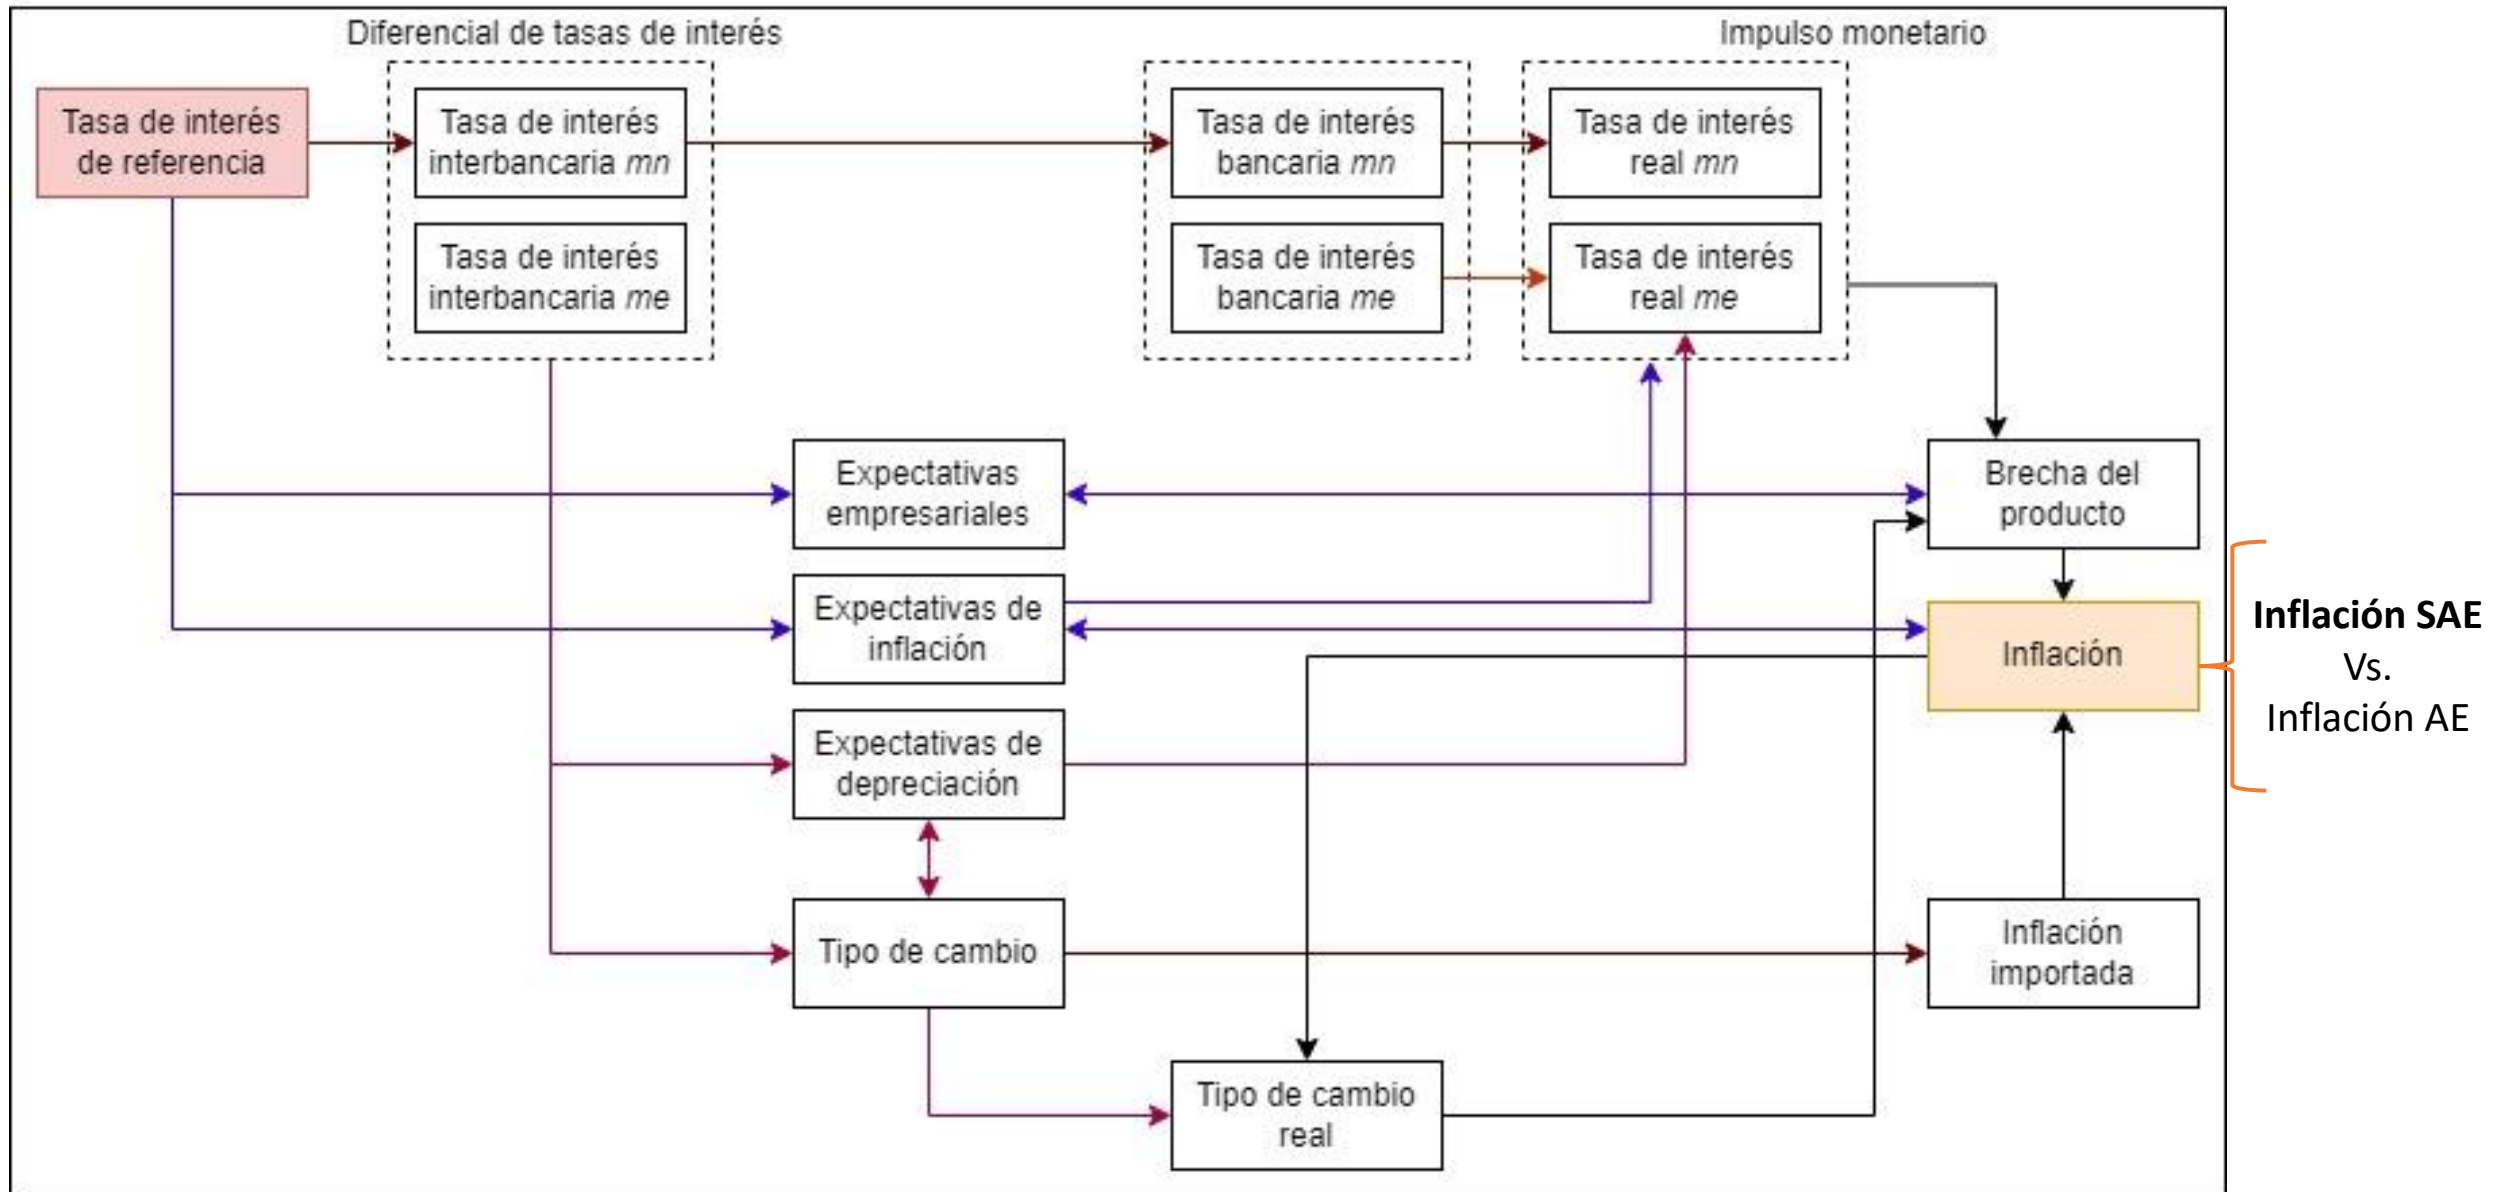 Diferencial de tasas de interés
Impulso monetario
Tasa de interés
de referencia
Tasa de interés
interbancaria mn
Tasa de interés
bancaria mn
Tasa de interés
real mn
Tasa de interés
interbancaria me
Tasa de interés
bancaria me
Tasa de interés
real me
Expectativas
empresariales
Brecha del
producto
Expectativas de
inflación
Inflación
Inflación SAE
Vs.
Inflación AE
Expectativas de
depreciación
Tipo de cambio
Inflación
importada
Tipo de cambio
real